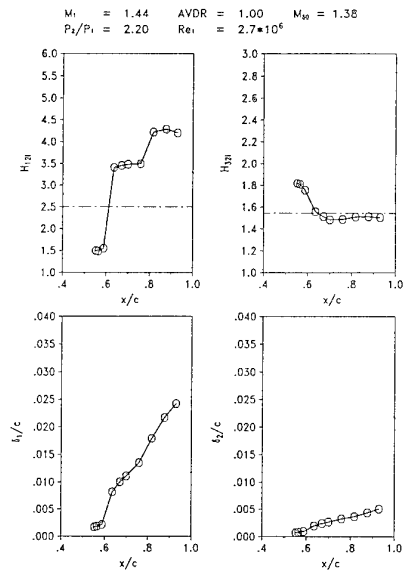 M₁ = 1.44 AVDR = 1.00 M₅₀ = 1.38
P₂/P₁ = 2.20 Re₁ = 2.7*10⁶
6.0
5.5
5.0
4.5
4.0
3.5
3.0
2.5
2.0
1.5
1.0
H₁₂ᵢ
.4 .6 .8 1.0
x/c
3.0
2.8
2.6
2.4
2.2
2.0
1.8
1.6
1.4
1.2
1.0
H₃₂ᵢ
.4 .6 .8 1.0
x/c
.040
.035
.030
.025
.020
.015
.010
.005
.000
δ₁/c
.4 .6 .8 1.0
x/c
.040
.035
.030
.025
.020
.015
.010
.005
.000
δ₂/c
.4 .6 .8 1.0
x/c